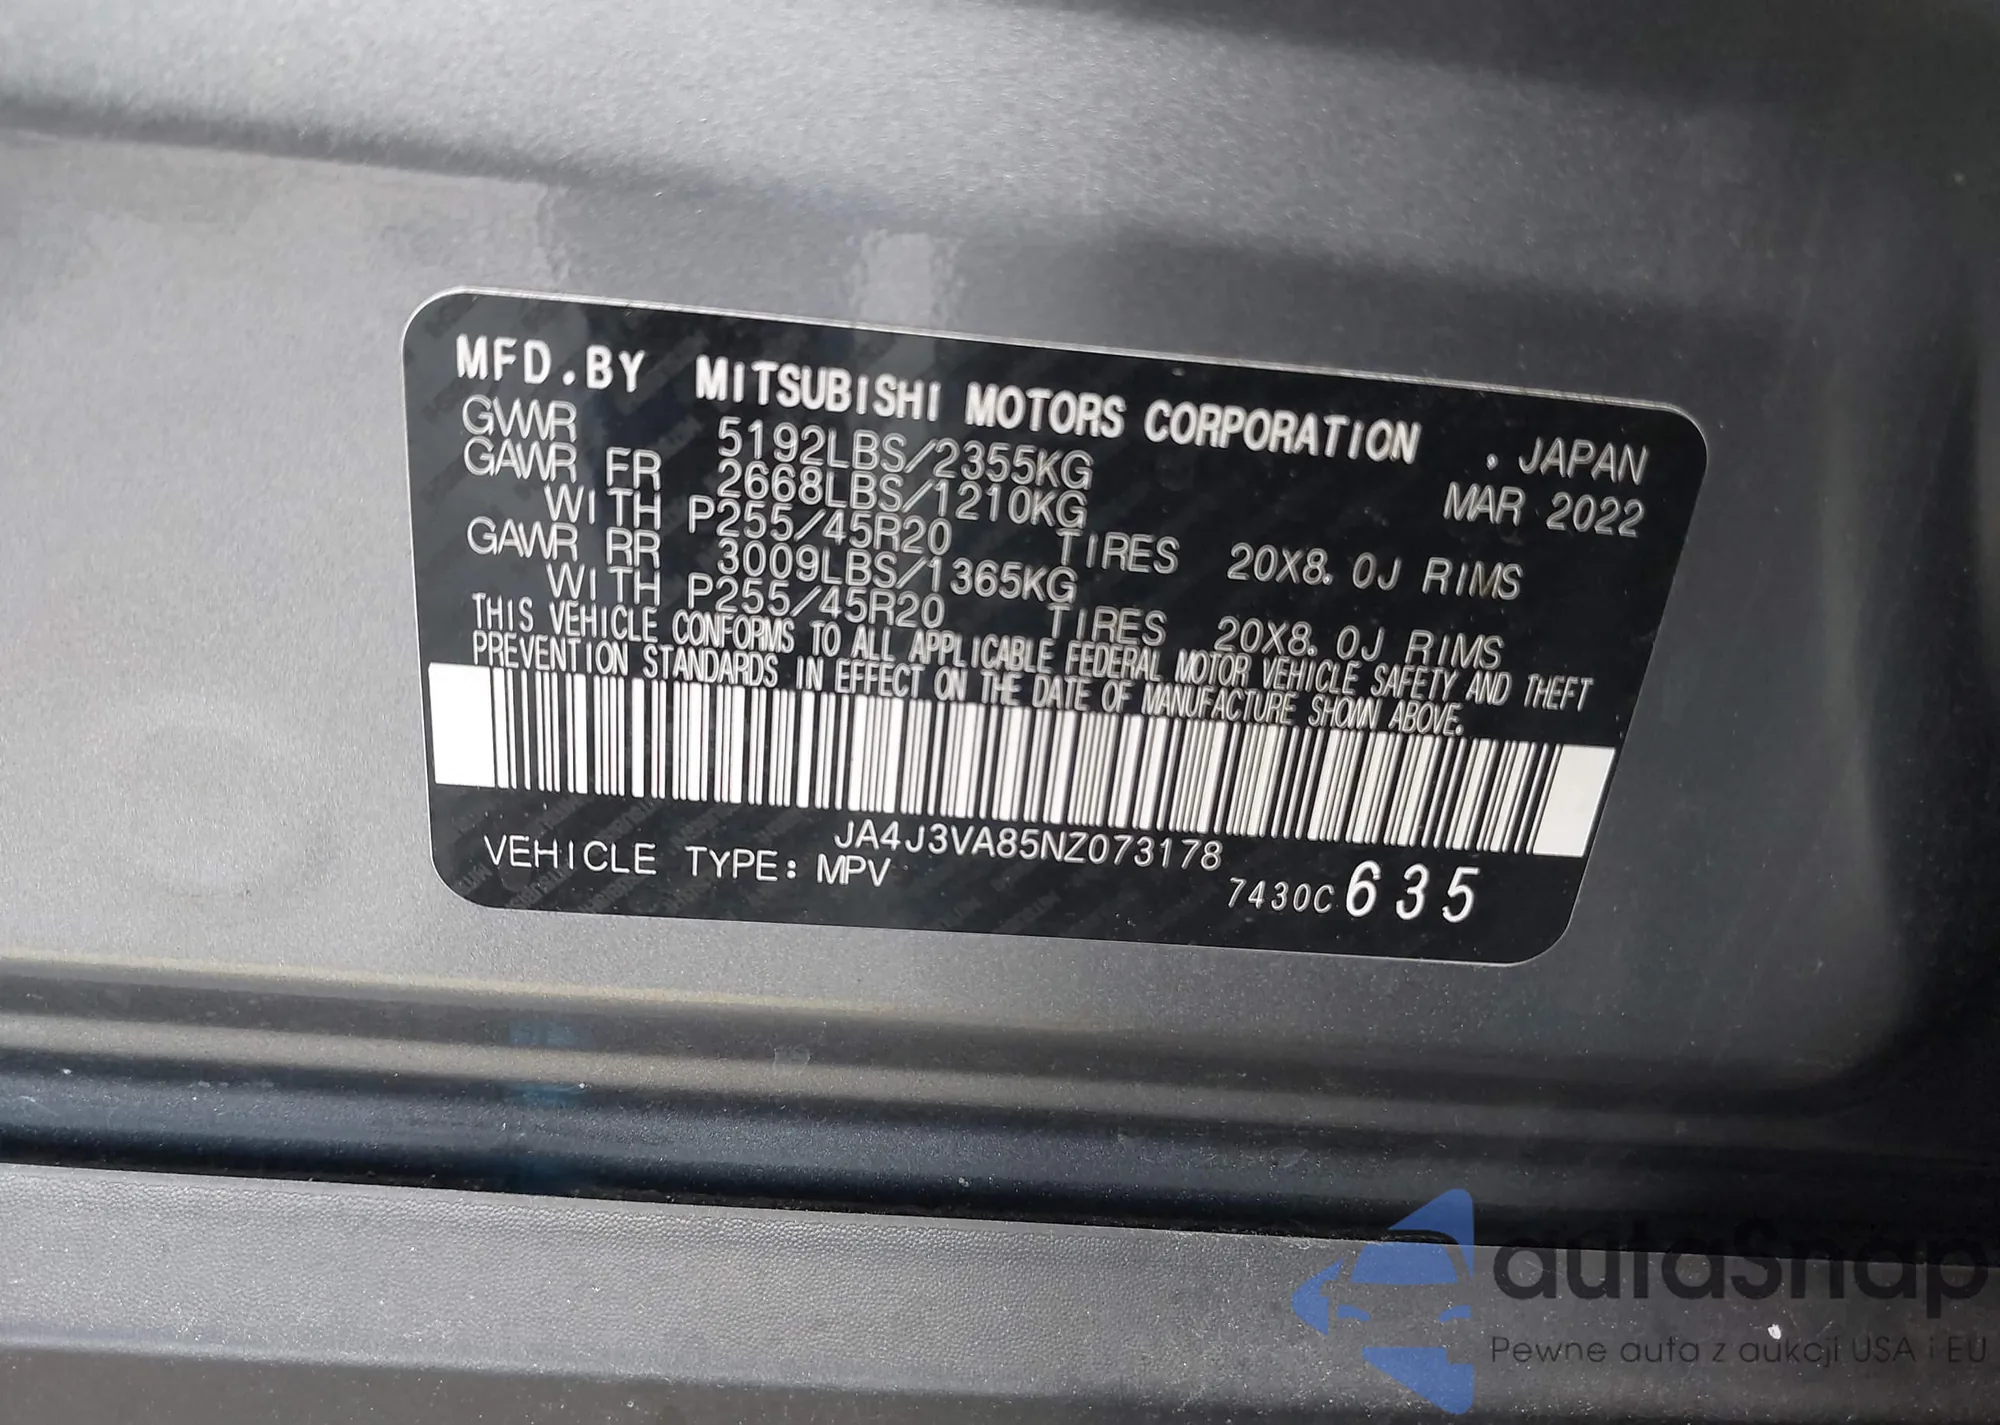 MFD.BY MITSUBISHI MOTORS CORPORATION . JAPAN
GVWR 5192LBS/2355KG MAR 2022
GAWR FR 2668LBS/1210KG
WITH P255/45R20 TIRES 20X8.0J RIMS
GAWR RR 3009LBS/1365KG
WITH P255/45R20 TIRES 20X8.0J RIMS
THIS VEHICLE CONFORMS TO ALL APPLICABLE FEDERAL MOTOR VEHICLE SAFETY AND THEFT
PREVENTION STANDARDS IN EFFECT ON THE DATE OF MANUFACTURE SHOWN ABOVE.
JA4J3VA85NZ073178
VEHICLE TYPE: MPV
7430C 635
autaSnap
Pewne auta z aukcji USA i EU